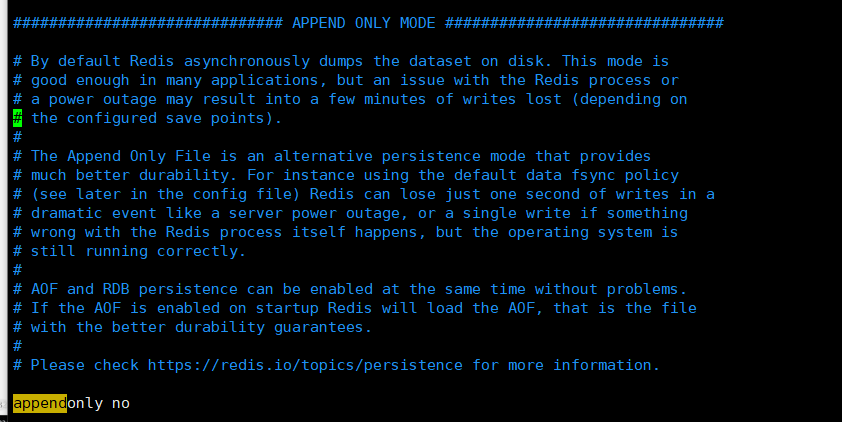 ############################## APPEND ONLY MODE ###############################
# By default Redis asynchronously dumps the dataset on disk. This mode is
# good enough in many applications, but an issue with the Redis process or
# a power outage may result into a few minutes of writes lost (depending on
# the configured save points).
#
# The Append Only File is an alternative persistence mode that provides
# much better durability. For instance using the default data fsync policy
# (see later in the config file) Redis can lose just one second of writes in a
# dramatic event like a server power outage, or a single write if something
# wrong with the Redis process itself happens, but the operating system is
# still running correctly.
#
# AOF and RDB persistence can be enabled at the same time without problems.
# If the AOF is enabled on startup Redis will load the AOF, that is the file
# with the better durability guarantees.
#
# Please check https://redis.io/topics/persistence for more information.
appendonly no